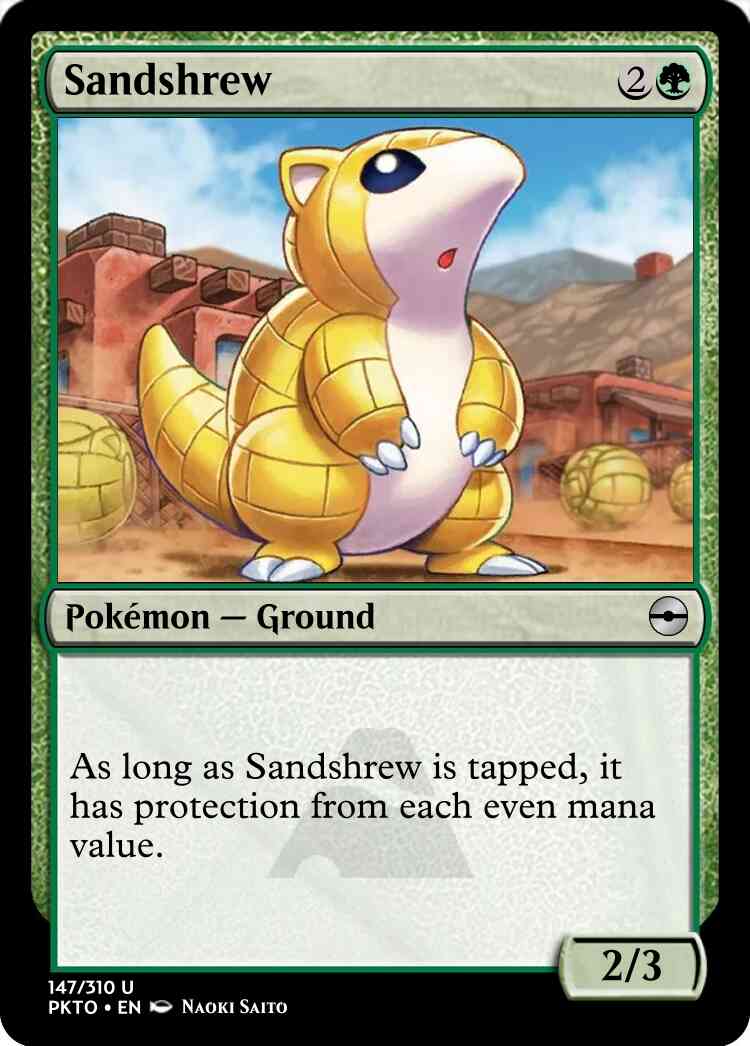 Sandshrew 2
Pokémon — Ground
As long as Sandshrew is tapped, it
has protection from each even mana
value.
2/3
147/310 U
PKTO • EN Naoki Saito